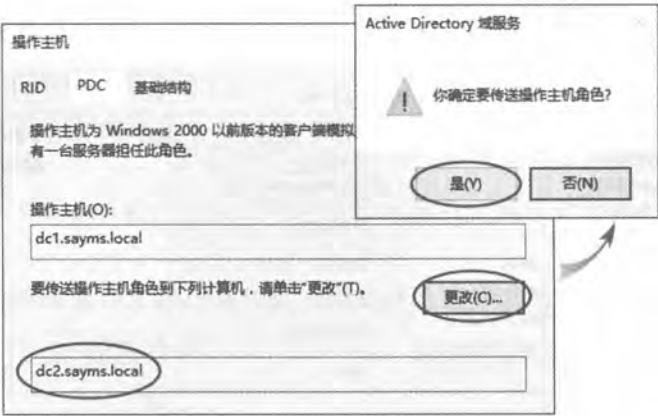 操作主机
RID PDC 基础结构
操作主机为 Windows 2000 以前版本的客户端模拟
有一台服务器担任此角色。
操作主机(O):
dc1.sayms.local
要传送操作主机角色到下列计算机，请单击"更改"(T)。
更改(C)...
dc2.sayms.local
Active Directory 域服务
你确定要传送操作主机角色?
是(Y)
否(N)